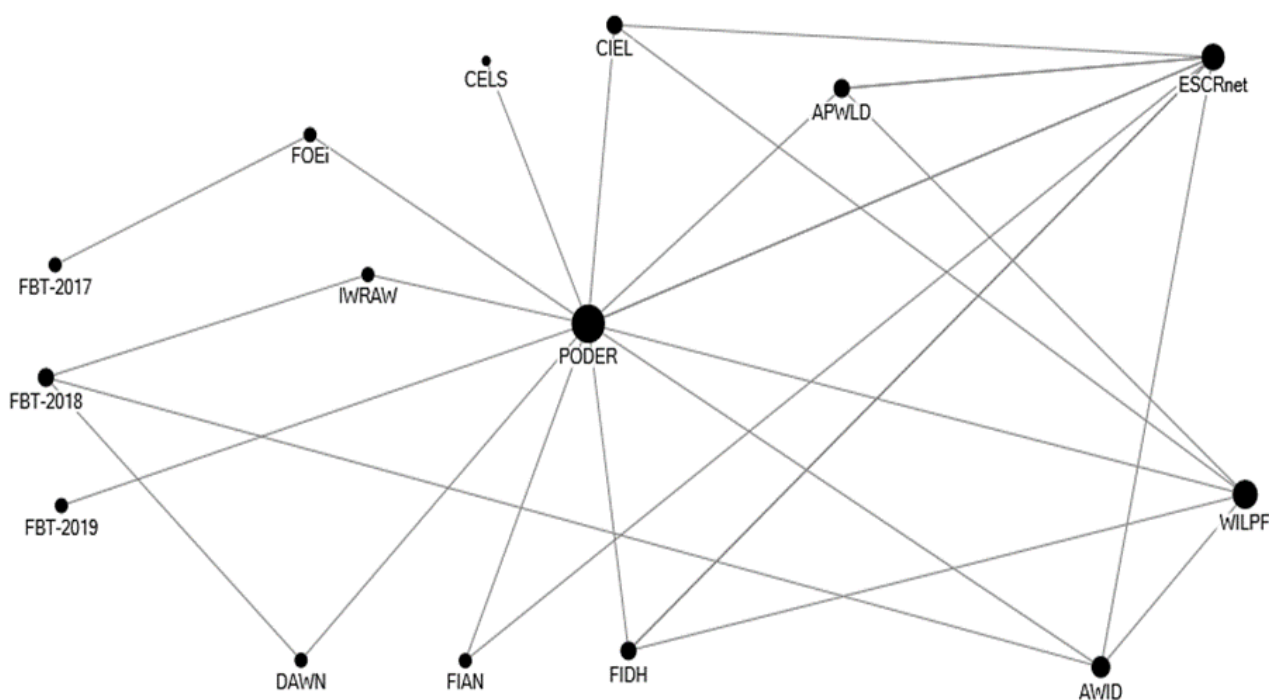 CIEL
ESCRnet
CELS
APWLD
FOEi
FBT-2017
IWRAW
PODER
FBT-2018
FBT-2019
WILPF
DAWN
FIAN
FIDH
AWID